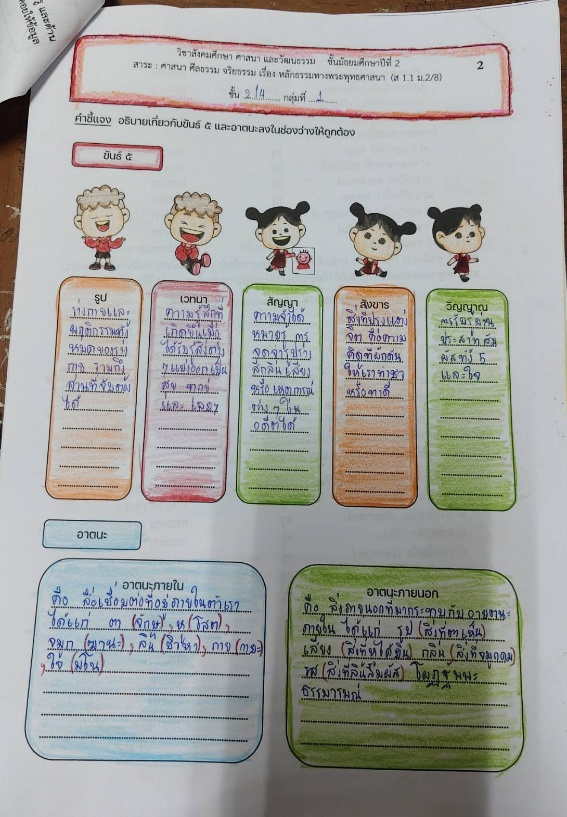 วิชาสังคมศึกษา ศาสนา และวัฒนธรรม ชั้นมัธยมศึกษาปีที่ 2
2
สาระ : ศาสนา ศีลธรรม จริยธรรม เรื่อง หลักธรรมทางพระพุทธศาสนา (ส 1.1 ม.2/8)
ชั้น 2/4 กลุ่มที่ 1
คำชี้แจง อธิบายเกี่ยวกับขันธ์ ๕ และอาตนะลงในช่องว่างให้ถูกต้อง
ขันธ์ ๕
รูป
ร่างกายและ
พฤติกรรมทั้ง
หมดของร่าง
กาย รวมถึง
ส่วนที่จับต้อง
ได้
เวทนา
ความรู้สึกที่
เกิดขึ้นเมื่อ
ได้รับรู้สิ่งต่าง
ๆ แบ่งออกเป็น
สุข ทุกข์
และ เฉยๆ
สัญญา
ความจำได้
หมายรู้ การ
จดจำรูปร่าง
สี กลิ่น เสียง
หรือ เหตุการณ์
ต่าง ๆ ใน
อดีตได้
สังขาร
สิ่งที่ปรุงแต่ง
จิต คือความ
คิดที่ผลักดัน
ให้เราทำชั่ว
หรือทำดี
วิญญาณ
การรับรู้ผ่าน
ประสาทสัม
ผัสทั้ง 5
และใจ
อาตนะ
อาตนะภายใน
คือ สื่อเชื่อมต่อที่อยู่ภายในตัวเรา
ได้แก่ ตา (จักษุ), หู (โสต),
จมูก (ฆานะ), ลิ้น (ชิวหา), กาย (กายะ)
, ใจ (มโน)
อาตนะภายนอก
คือ สิ่งภายนอกที่มากระทบกับอายตนะ
ภายใน ได้แก่ รูป (สิ่งที่ตาเห็น)
เสียง (สิ่งที่หูได้ยิน) กลิ่น (สิ่งที่จมูกดม)
รส (สิ่งที่ลิ้นสัมผัส) โผฏฐัพพะ
ธรรมารมณ์